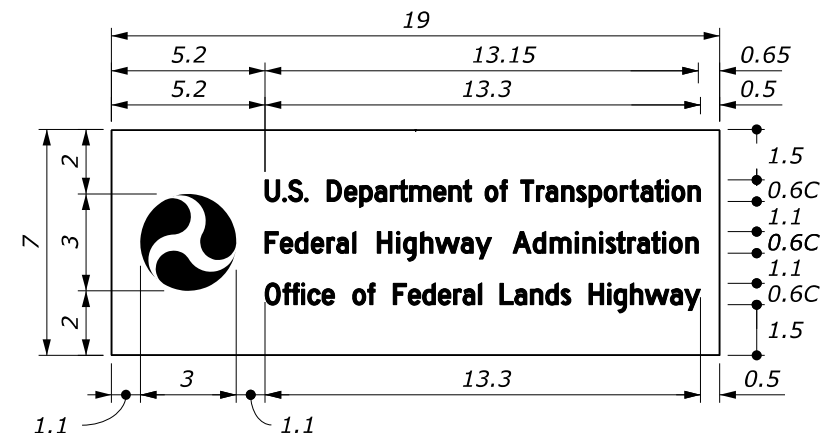 19
5.2 13.15 0.65
5.2 13.3 0.5
2 1.5
U.S. Department of Transportation 0.6C
1.1
7 3 Federal Highway Administration 0.6C
1.1
Office of Federal Lands Highway 0.6C
2 1.5
3 13.3 0.5
1.1 1.1